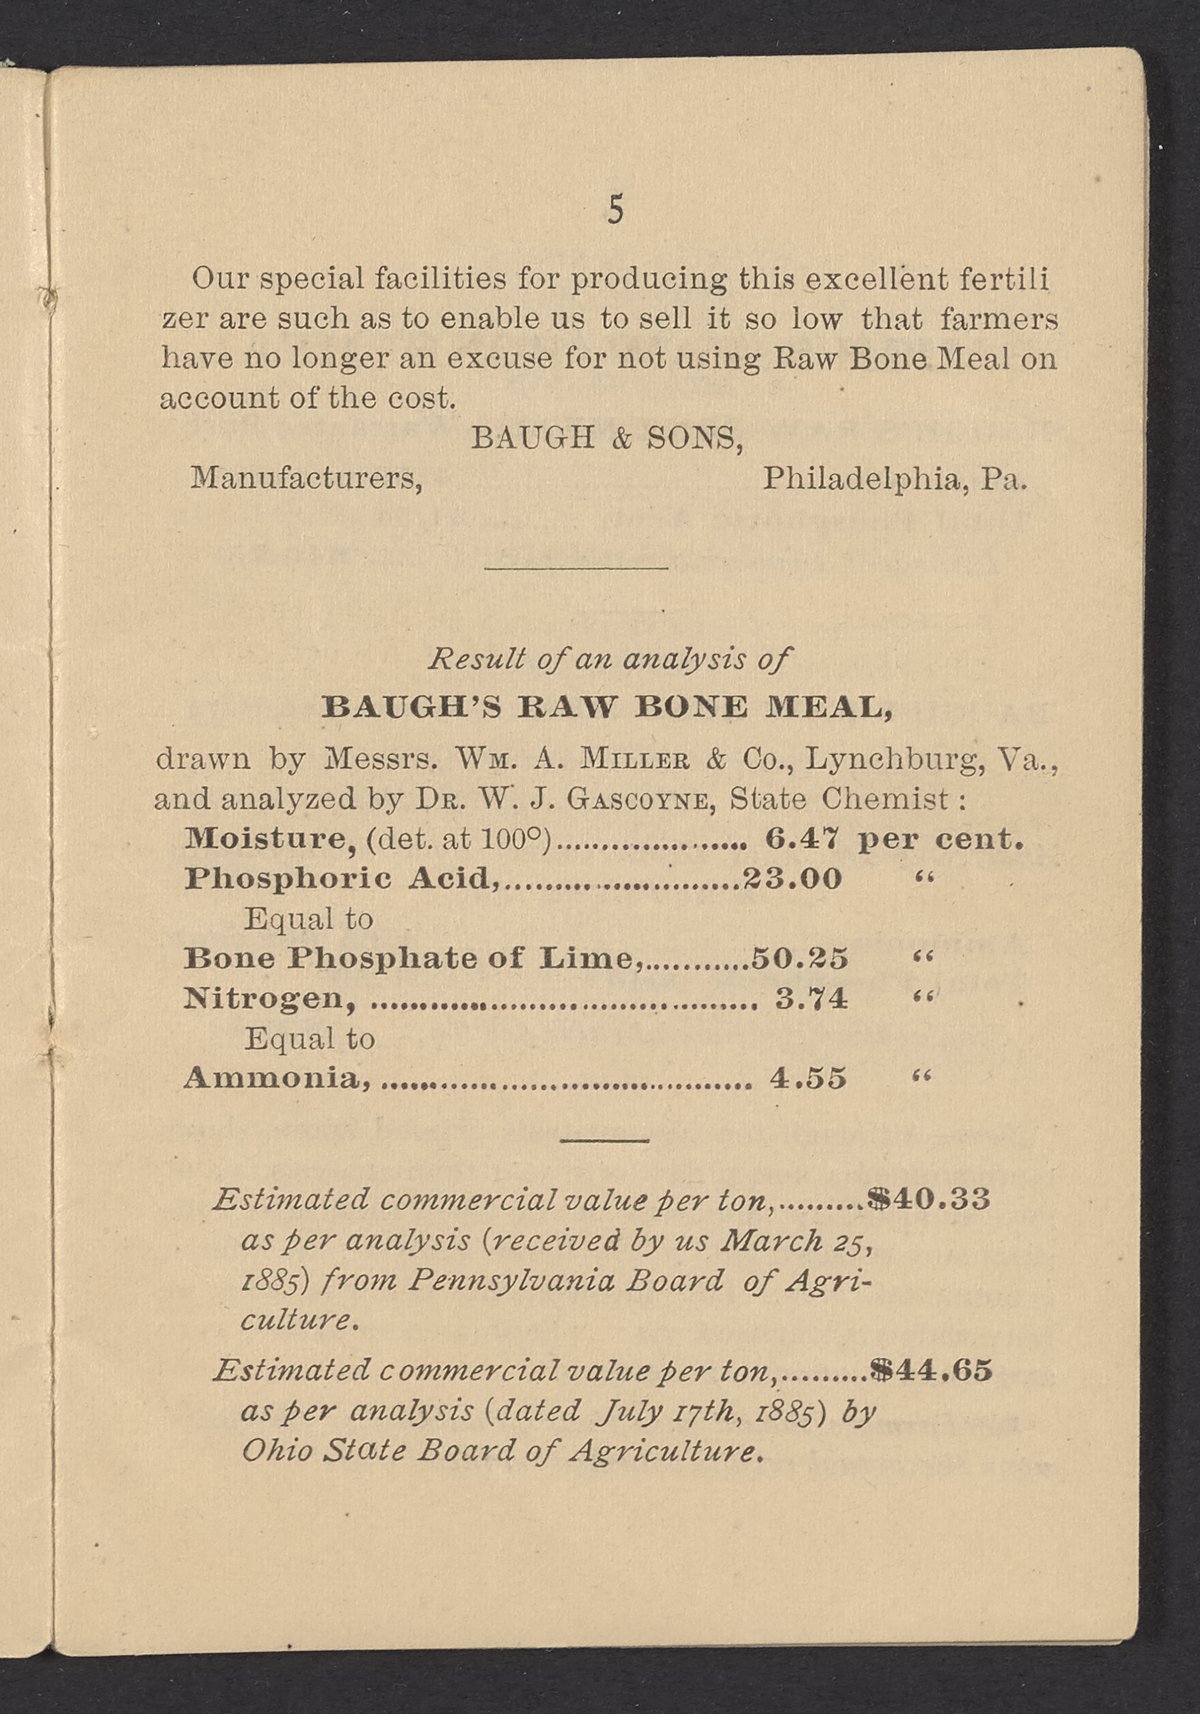 5
Our special facilities for producing this excellent fertili
zer are such as to enable us to sell it so low that farmers
have no longer an excuse for not using Raw Bone Meal on
account of the cost.
BAUGH & SONS,
Manufacturers, Philadelphia, Pa.
Result of an analysis of
BAUGH'S RAW BONE MEAL,
drawn by Messrs. WM. A. MILLER & Co., Lynchburg, Va.,
and analyzed by DR. W. J. GASCOYNE, State Chemist :
Moisture, (det. at 100°)................... 6.47 per cent.
Phosphoric Acid,........................23.00 “
Equal to
Bone Phosphate of Lime,...........50.25 “
Nitrogen, ...................................... 3.74 “
Equal to
Ammonia, ..................................... 4.55 “
Estimated commercial value per ton,.........$40.33
as per analysis (received by us March 25,
1885) from Pennsylvania Board of Agri-
culture.
Estimated commercial value per ton,.........$44.65
as per analysis (dated July 17th, 1885) by
Ohio State Board of Agriculture.